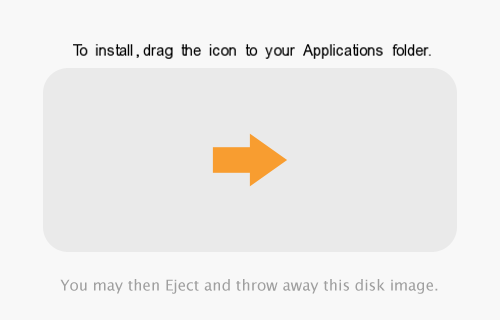 To install, drag the icon to your Applications folder.
You may then Eject and throw away this disk image.